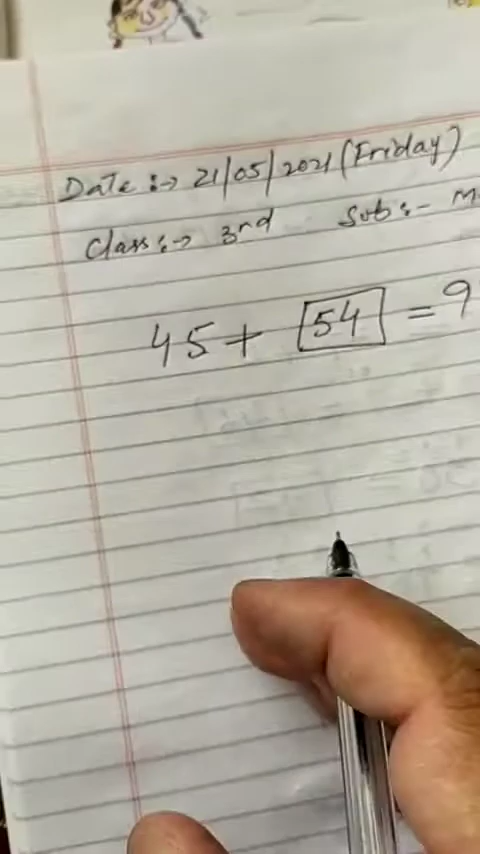 Date :→ 21/05/2021 (Friday)
Class :→ 3rd Sub :-
45 + 54 = 9